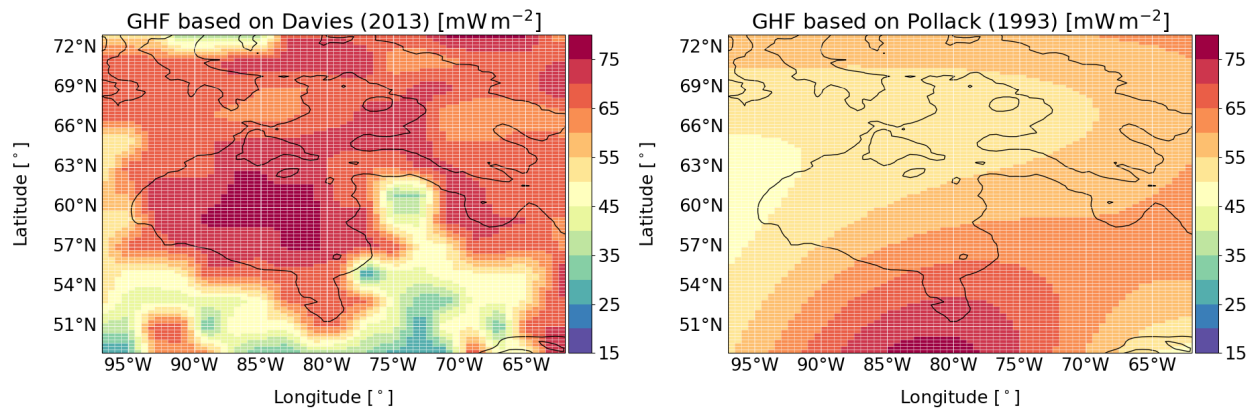 GHF based on Davies (2013) [mW m⁻²]
72°N
69°N
66°N
63°N
60°N
57°N
54°N
51°N
Latitude [°]
95°W 90°W 85°W 80°W 75°W 70°W 65°W
Longitude [°]
75
65
55
45
35
25
15
GHF based on Pollack (1993) [mW m⁻²]
72°N
69°N
66°N
63°N
60°N
57°N
54°N
51°N
Latitude [°]
95°W 90°W 85°W 80°W 75°W 70°W 65°W
Longitude [°]
75
65
55
45
35
25
15